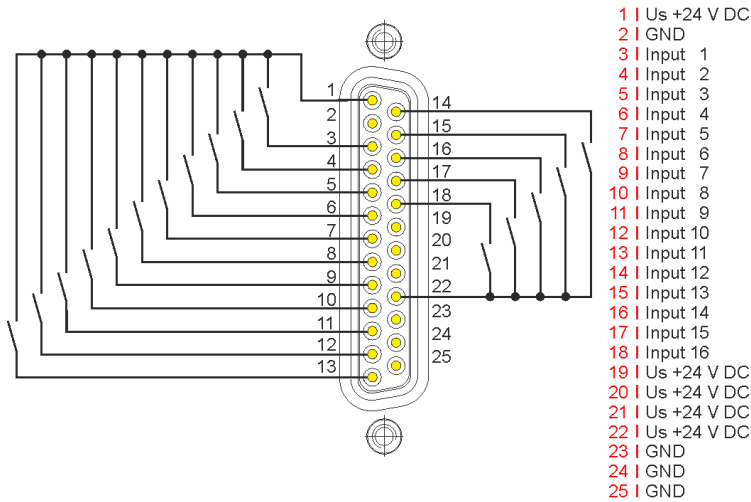 1
2
3
4
5
6
7
8
9
10
11
12
13
14
15
16
17
18
19
20
21
22
23
24
25
1 | Us +24 V DC
2 | GND
3 | Input 1
4 | Input 2
5 | Input 3
6 | Input 4
7 | Input 5
8 | Input 6
9 | Input 7
10 | Input 8
11 | Input 9
12 | Input 10
13 | Input 11
14 | Input 12
15 | Input 13
16 | Input 14
17 | Input 15
18 | Input 16
19 | Us +24 V DC
20 | Us +24 V DC
21 | Us +24 V DC
22 | Us +24 V DC
23 | GND
24 | GND
25 | GND